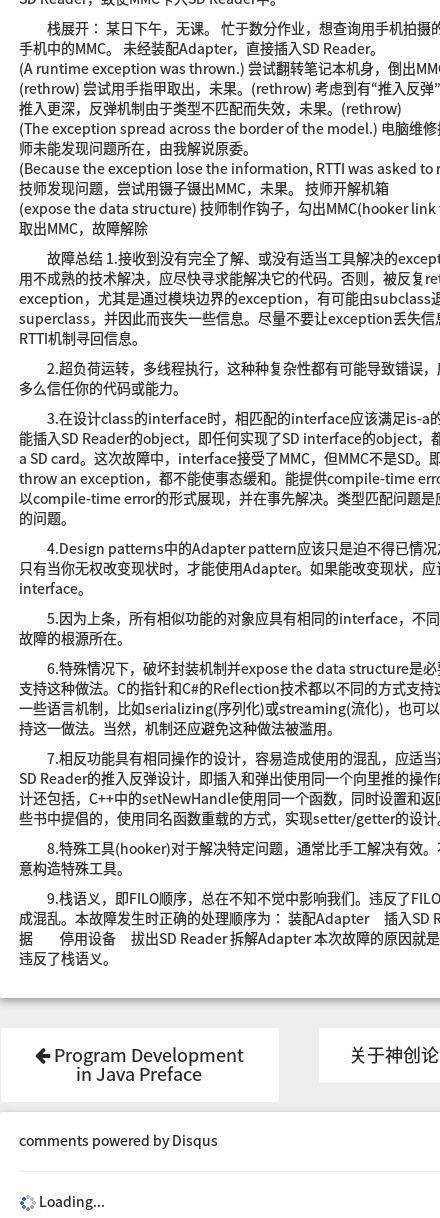 栈展开： 某日下午，无课。 忙于数分作业，想查询用手机拍摄的
手机中的MMC。 未经装配Adapter，直接插入SD Reader。
(A runtime exception was thrown.) 尝试翻转笔记本机身，倒出MMC
(rethrow) 尝试用手指甲取出，未果。(rethrow) 考虑到有“推入反弹”
推入更深，反弹机制由于类型不匹配而失效，未果。(rethrow)
(The exception spread across the border of the model.) 电脑维修
师未能发现问题所在，由我解说原委。
(Because the exception lose the information, RTTI was asked to
技师发现问题，尝试用镊子镊出MMC，未果。 技师开解机箱
(expose the data structure) 技师制作钩子，勾出MMC(hooker link
取出MMC，故障解除
故障总结 1.接收到没有完全了解、或没有适当工具解决的except
用不成熟的技术解决，应尽快寻求能解决它的代码。否则，被反复ret
exception，尤其是通过模块边界的exception，有可能由subclass退
superclass，并因此而丧失一些信息。尽量不要让exception丢失信息
RTTI机制寻回信息。
2.超负荷运转，多线程执行，这种种复杂性都有可能导致错误，
多么信任你的代码或能力。
3.在设计class的interface时，相匹配的interface应该满足is-a的
能插入SD Reader的object，即任何实现了SD interface的object，都
a SD card。这次故障中，interface接受了MMC，但MMC不是SD。即
throw an exception，都不能使事态缓和。能提供compile-time erro
以compile-time error的形式展现，并在事先解决。类型匹配问题是
的问题。
4.Design patterns中的Adapter pattern应该只是迫不得已情况
只有当你无权改变现状时，才能使用Adapter。如果能改变现状，应
interface。
5.因为上条，所有相似功能的对象应具有相同的interface，不同
故障的根源所在。
6.特殊情况下，破坏封装机制并expose the data structure是必
支持这种做法。C的指针和C#的Reflection技术都以不同的方式支持
一些语言机制，比如serializing(序列化)或streaming(流化)，也可以
持这一做法。当然，机制还应避免这种做法被滥用。
7.相反功能具有相同操作的设计，容易造成使用的混乱，应适当
SD Reader的推入反弹设计，即插入和弹出使用同一个向里推的操作
计还包括，C++中的setNewHandle使用同一个函数，同时设置和返
些书中提倡的，使用同名函数重载的方式，实现setter/getter的设计。
8.特殊工具(hooker)对于解决特定问题，通常比手工解决有效。
意构造特殊工具。
9.栈语义，即FILO顺序，总在不知不觉中影响我们。违反了FILO
成混乱。本故障发生时正确的处理顺序为： 装配Adapter 插入SD R
据 停用设备 拔出SD Reader 拆解Adapter 本次故障的原因就是
违反了栈语义。
Program Development
in Java Preface
关于神创论
comments powered by Disqus
Loading...